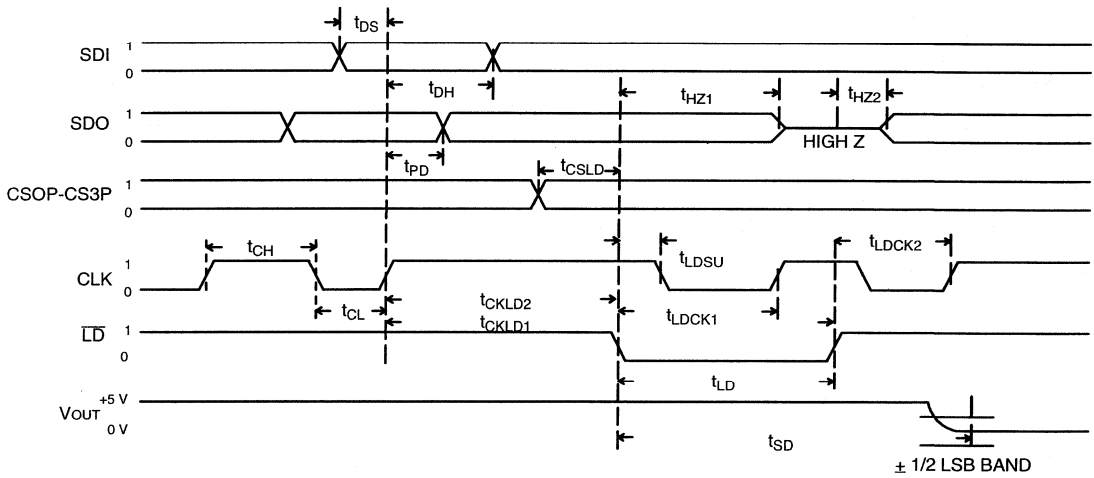 tDS
SDI 1
0
tDH
tHZ1 tHZ2
SDO 1
0
HIGH Z
tPD
tCSLD
CSOP-CS3P 1
0
tCH
tLDCK2
CLK 1
0
tLDSU
tCL
tCKLD2
tCKLD1
tLDCK1
LD 1
0
tLD
VOUT +5 V
0 V
tSD
± 1/2 LSB BAND